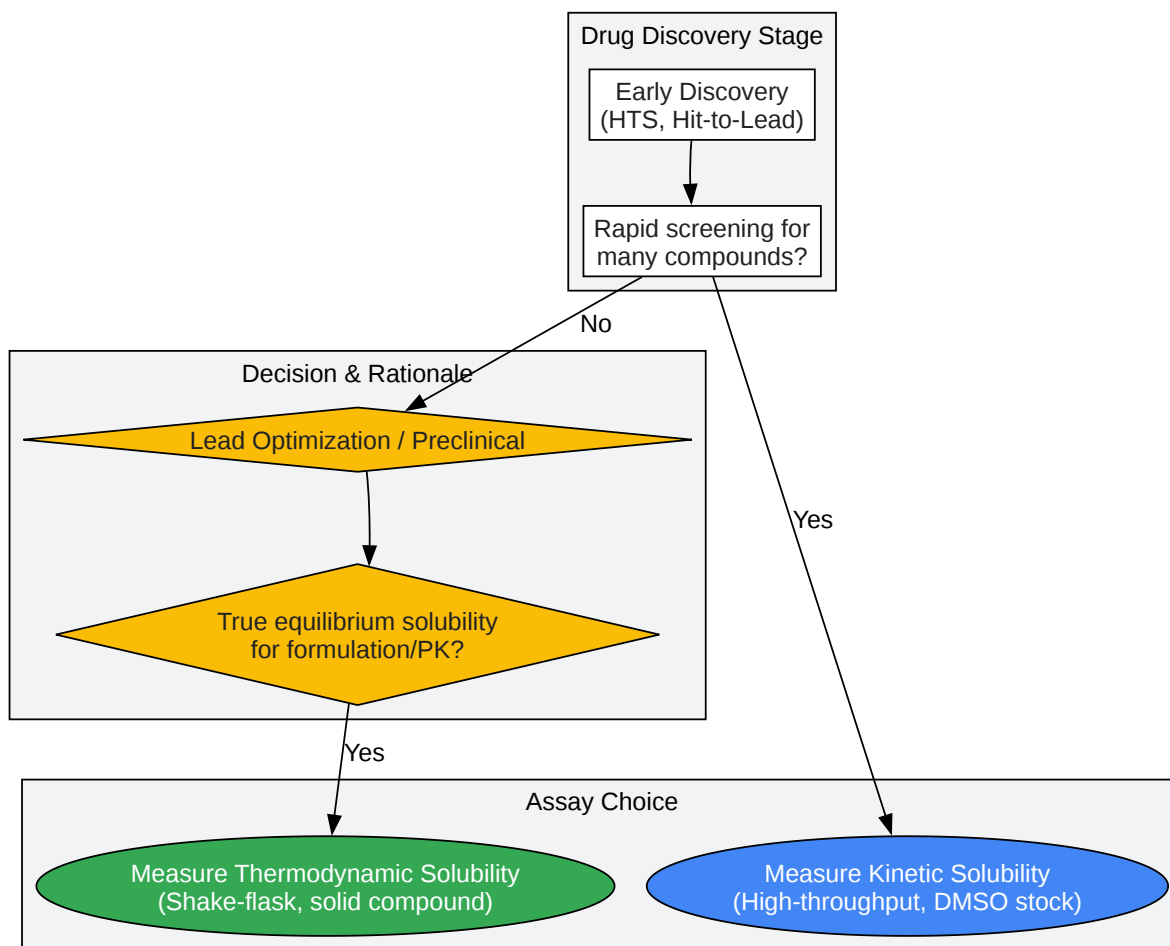 Drug Discovery Stage
Early Discovery
(HTS, Hit-to-Lead)
Rapid screening for
many compounds?
No
Decision & Rationale
Lead Optimization / Preclinical
Yes
True equilibrium solubility
for formulation/PK?
Yes
Assay Choice
Measure Thermodynamic Solubility
(Shake-flask, solid compound)
Measure Kinetic Solubility
(High-throughput, DMSO stock)